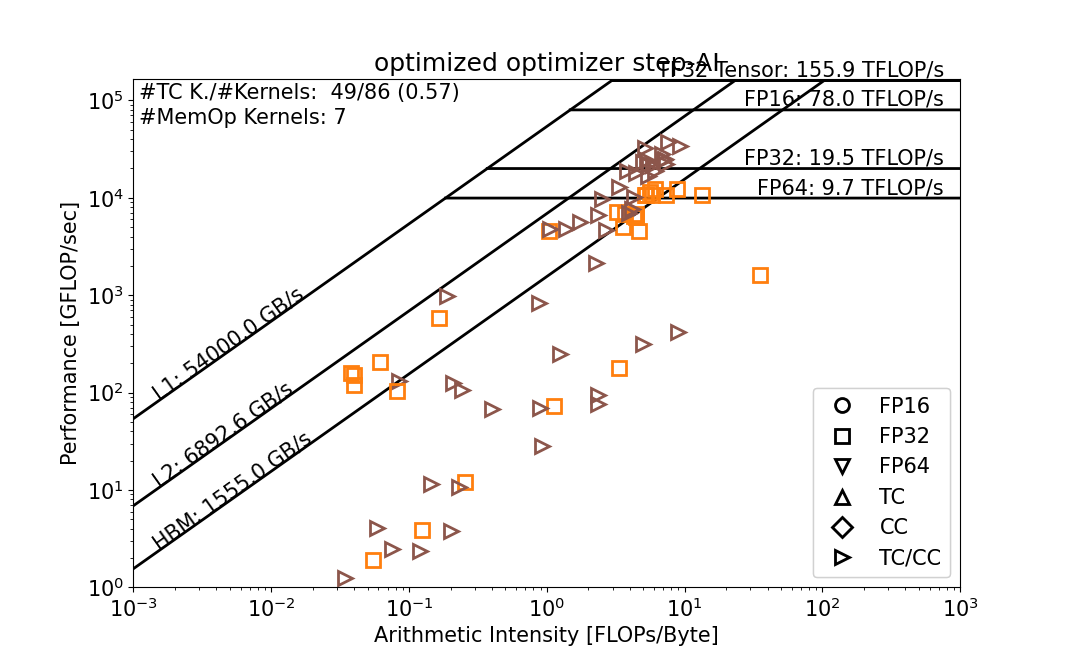 optimized optimizer step-AI
TF32 Tensor: 155.9 TFLOP/s
#TC K./#Kernels:  49/86 (0.57)
#MemOp Kernels: 7
FP16: 78.0 TFLOP/s
FP32: 19.5 TFLOP/s
FP64: 9.7 TFLOP/s
L1: 54000.0 GB/s
L2: 6892.6 GB/s
HBM: 1555.0 GB/s
Performance [GFLOP/sec]
10⁵
10⁴
10³
10²
10¹
10⁰
FP16
FP32
FP64
TC
CC
TC/CC
10⁻³ 10⁻² 10⁻¹ 10⁰ 10¹ 10² 10³
Arithmetic Intensity [FLOPs/Byte]